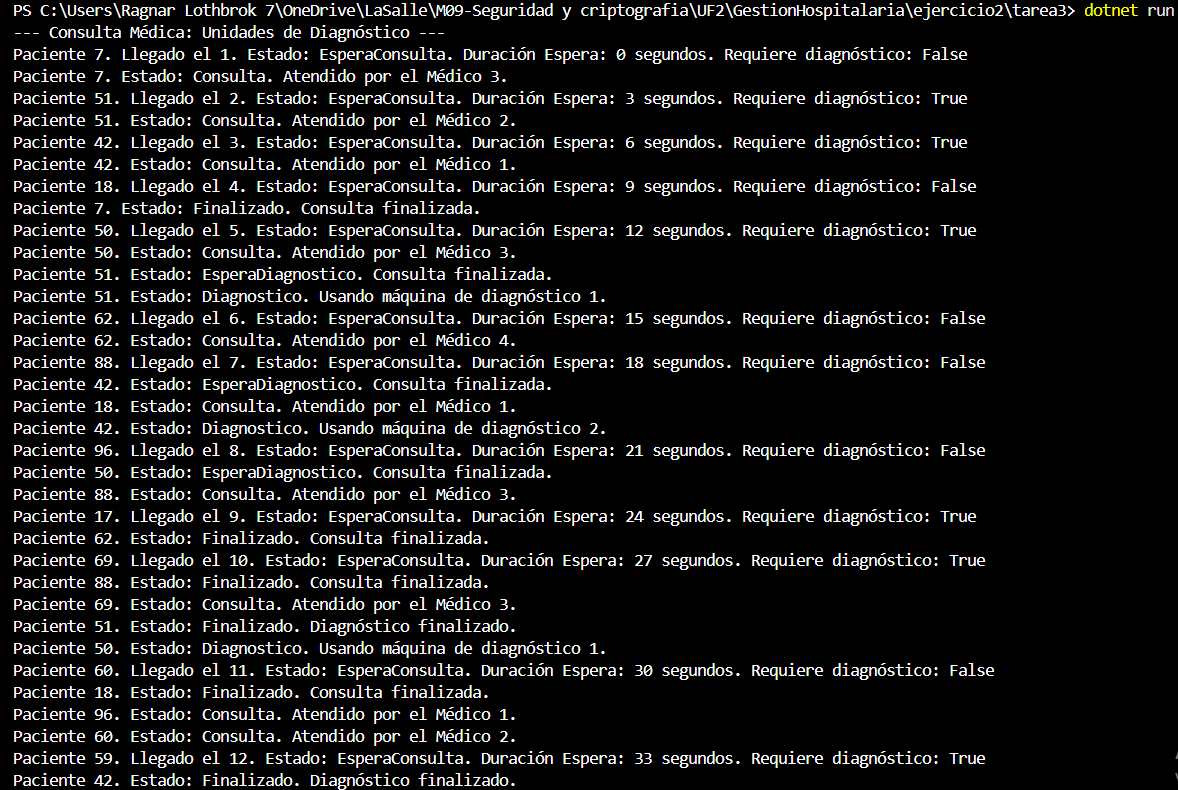 PS C:\Users\Ragnar Lothbrok 7\OneDrive\LaSalle\M09-Seguridad y criptografia\UF2\GestionHospitalaria\ejercicio2\tarea3> dotnet run
--- Consulta Médica: Unidades de Diagnóstico ---
Paciente 7. Llegado el 1. Estado: EsperaConsulta. Duración Espera: 0 segundos. Requiere diagnóstico: False
Paciente 7. Estado: Consulta. Atendido por el Médico 3.
Paciente 51. Llegado el 2. Estado: EsperaConsulta. Duración Espera: 3 segundos. Requiere diagnóstico: True
Paciente 51. Estado: Consulta. Atendido por el Médico 2.
Paciente 42. Llegado el 3. Estado: EsperaConsulta. Duración Espera: 6 segundos. Requiere diagnóstico: True
Paciente 42. Estado: Consulta. Atendido por el Médico 1.
Paciente 18. Llegado el 4. Estado: EsperaConsulta. Duración Espera: 9 segundos. Requiere diagnóstico: False
Paciente 7. Estado: Finalizado. Consulta finalizada.
Paciente 50. Llegado el 5. Estado: EsperaConsulta. Duración Espera: 12 segundos. Requiere diagnóstico: True
Paciente 50. Estado: Consulta. Atendido por el Médico 3.
Paciente 51. Estado: EsperaDiagnostico. Consulta finalizada.
Paciente 51. Estado: Diagnostico. Usando máquina de diagnóstico 1.
Paciente 62. Llegado el 6. Estado: EsperaConsulta. Duración Espera: 15 segundos. Requiere diagnóstico: False
Paciente 62. Estado: Consulta. Atendido por el Médico 4.
Paciente 88. Llegado el 7. Estado: EsperaConsulta. Duración Espera: 18 segundos. Requiere diagnóstico: False
Paciente 42. Estado: EsperaDiagnostico. Consulta finalizada.
Paciente 18. Estado: Consulta. Atendido por el Médico 1.
Paciente 42. Estado: Diagnostico. Usando máquina de diagnóstico 2.
Paciente 96. Llegado el 8. Estado: EsperaConsulta. Duración Espera: 21 segundos. Requiere diagnóstico: False
Paciente 50. Estado: EsperaDiagnostico. Consulta finalizada.
Paciente 88. Estado: Consulta. Atendido por el Médico 3.
Paciente 17. Llegado el 9. Estado: EsperaConsulta. Duración Espera: 24 segundos. Requiere diagnóstico: True
Paciente 62. Estado: Finalizado. Consulta finalizada.
Paciente 69. Llegado el 10. Estado: EsperaConsulta. Duración Espera: 27 segundos. Requiere diagnóstico: True
Paciente 88. Estado: Finalizado. Consulta finalizada.
Paciente 69. Estado: Consulta. Atendido por el Médico 3.
Paciente 51. Estado: Finalizado. Diagnóstico finalizado.
Paciente 50. Estado: Diagnostico. Usando máquina de diagnóstico 1.
Paciente 60. Llegado el 11. Estado: EsperaConsulta. Duración Espera: 30 segundos. Requiere diagnóstico: False
Paciente 18. Estado: Finalizado. Consulta finalizada.
Paciente 96. Estado: Consulta. Atendido por el Médico 1.
Paciente 60. Estado: Consulta. Atendido por el Médico 2.
Paciente 59. Llegado el 12. Estado: EsperaConsulta. Duración Espera: 33 segundos. Requiere diagnóstico: True
Paciente 42. Estado: Finalizado. Diagnóstico finalizado.